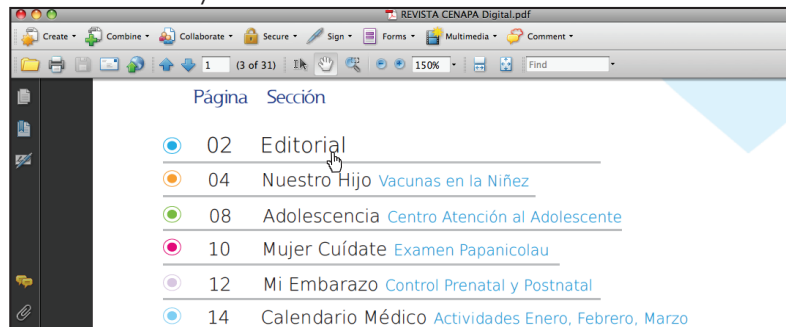 REVISTA CENAPA Digital.pdf
Create Combine Collaborate Secure Sign Forms Multimedia Comment
1 (3 of 31) 150% Find
Página Sección
02 Editorial
04 Nuestro Hijo Vacunas en la Niñez
08 Adolescencia Centro Atención al Adolescente
10 Mujer Cuídate Examen Papanicolau
12 Mi Embarazo Control Prenatal y Postnatal
14 Calendario Médico Actividades Enero, Febrero, Marzo